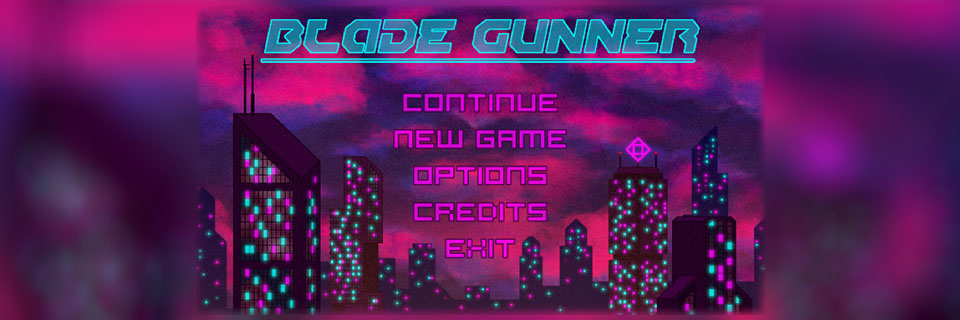 BLADE GUNNER
CONTINUE
NEW GAME
OPTIONS
CREDITS
EXIT